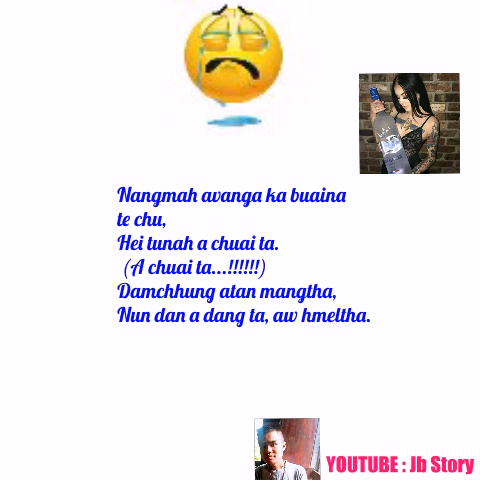 Nangmah avanga ka buaina
te chu,
Hei tunah a chuai ta.
(A chuai ta...!!!!!!)
Damchhung atan mangtha,
Nun dan a dang ta, aw hmeltha.
YOUTUBE : Jb Story